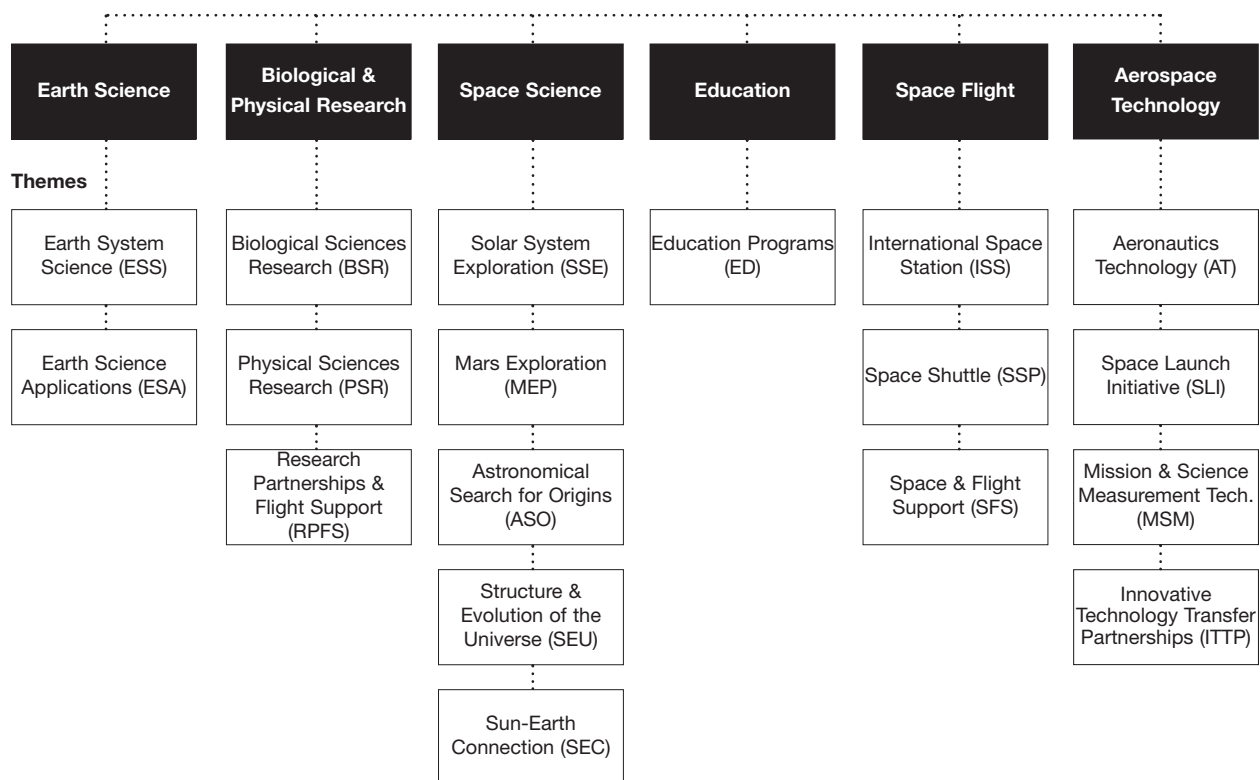 Earth Science
Biological &
Physical Research
Space Science
Education
Space Flight
Aerospace
Technology
Themes
Earth System
Science (ESS)
Biological Sciences
Research (BSR)
Solar System
Exploration (SSE)
Education Programs
(ED)
International Space
Station (ISS)
Aeronautics
Technology (AT)
Earth Science
Applications (ESA)
Physical Sciences
Research (PSR)
Mars Exploration
(MEP)
Space Shuttle (SSP)
Space Launch
Initiative (SLI)
Research
Partnerships &
Flight Support
(RPFS)
Astronomical
Search for Origins
(ASO)
Space & Flight
Support (SFS)
Mission & Science
Measurement Tech.
(MSM)
Structure &
Evolution of the
Universe (SEU)
Innovative
Technology Transfer
Partnerships (ITTP)
Sun-Earth
Connection (SEC)